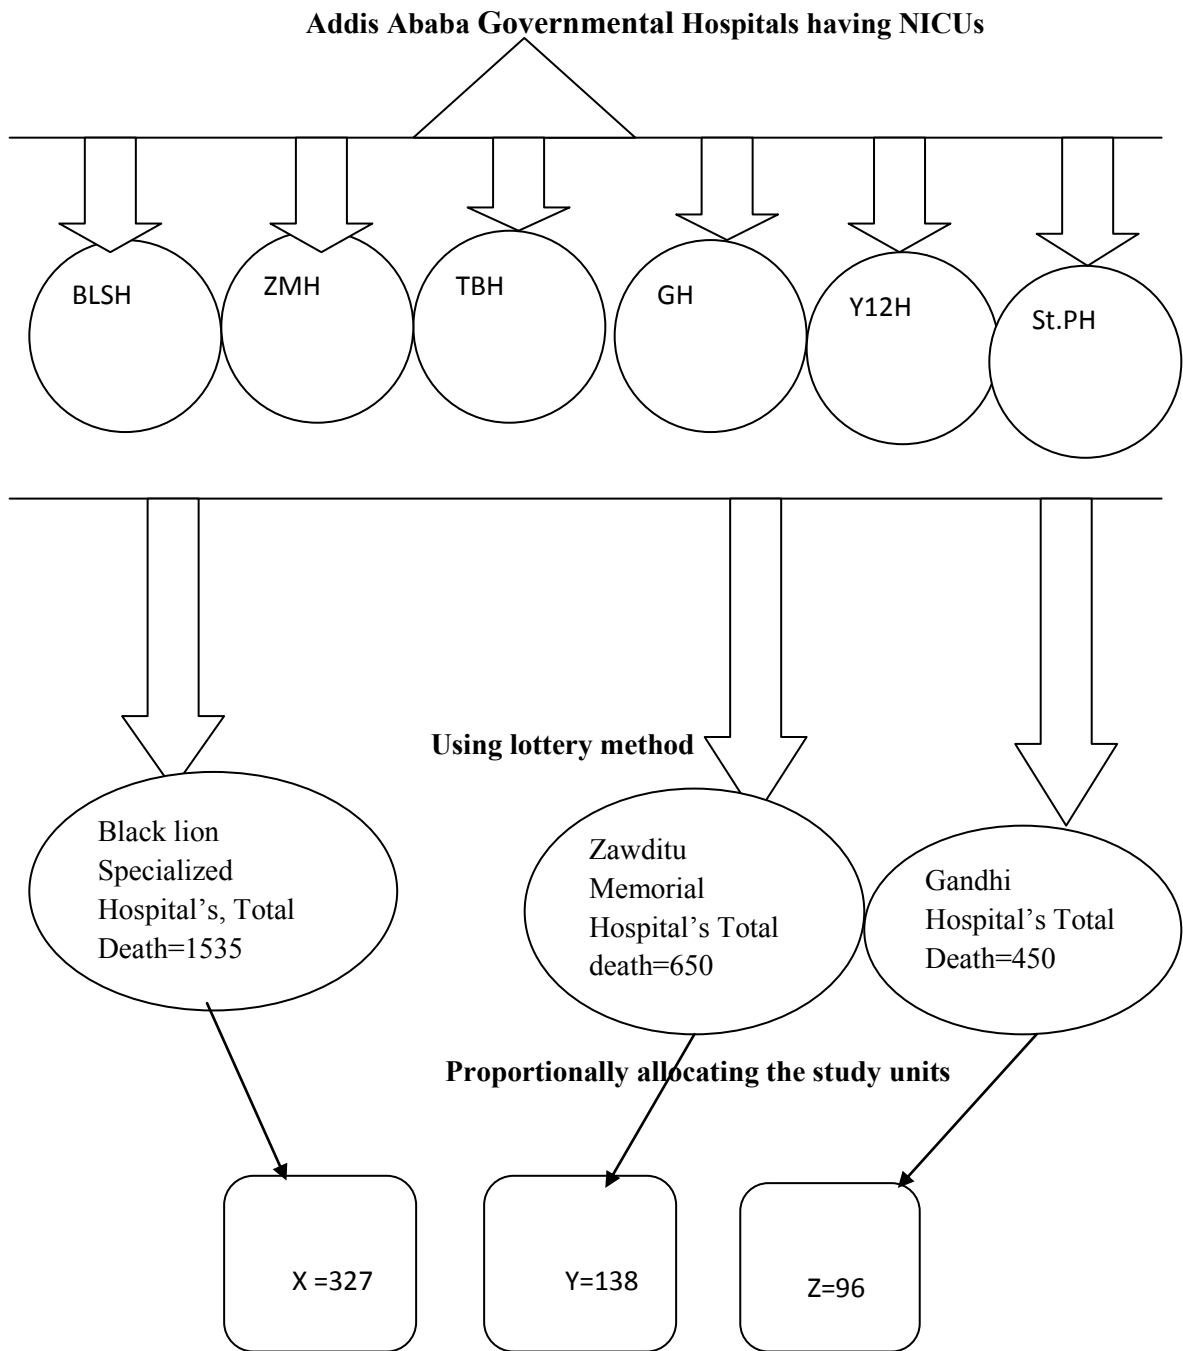 Addis Ababa Governmental Hospitals having NICUs
BLSH
ZMH
TBH
GH
Y12H
St.PH
Using lottery method
Black lion
Specialized
Hospital's, Total
Death=1535
Zawditu
Memorial
Hospital's Total
death=650
Gandhi
Hospital's Total
Death=450
Proportionally allocating the study units
X =327
Y=138
Z=96